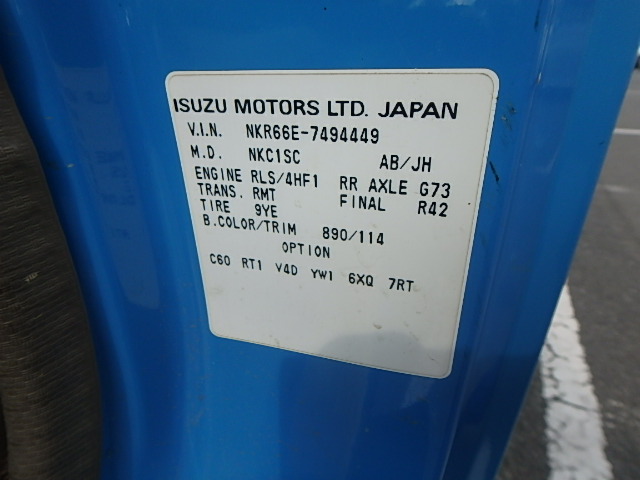 ISUZU MOTORS LTD. JAPAN
V.I.N. NKR66E-7494449
M.D. NKC1SC AB/JH
ENGINE RLS/4HF1 RR AXLE G73
TRANS. RMT FINAL R42
TIRE 9YE
B.COLOR/TRIM 890/114
OPTION
C60 RT1 V4D YW1 6XQ 7RT